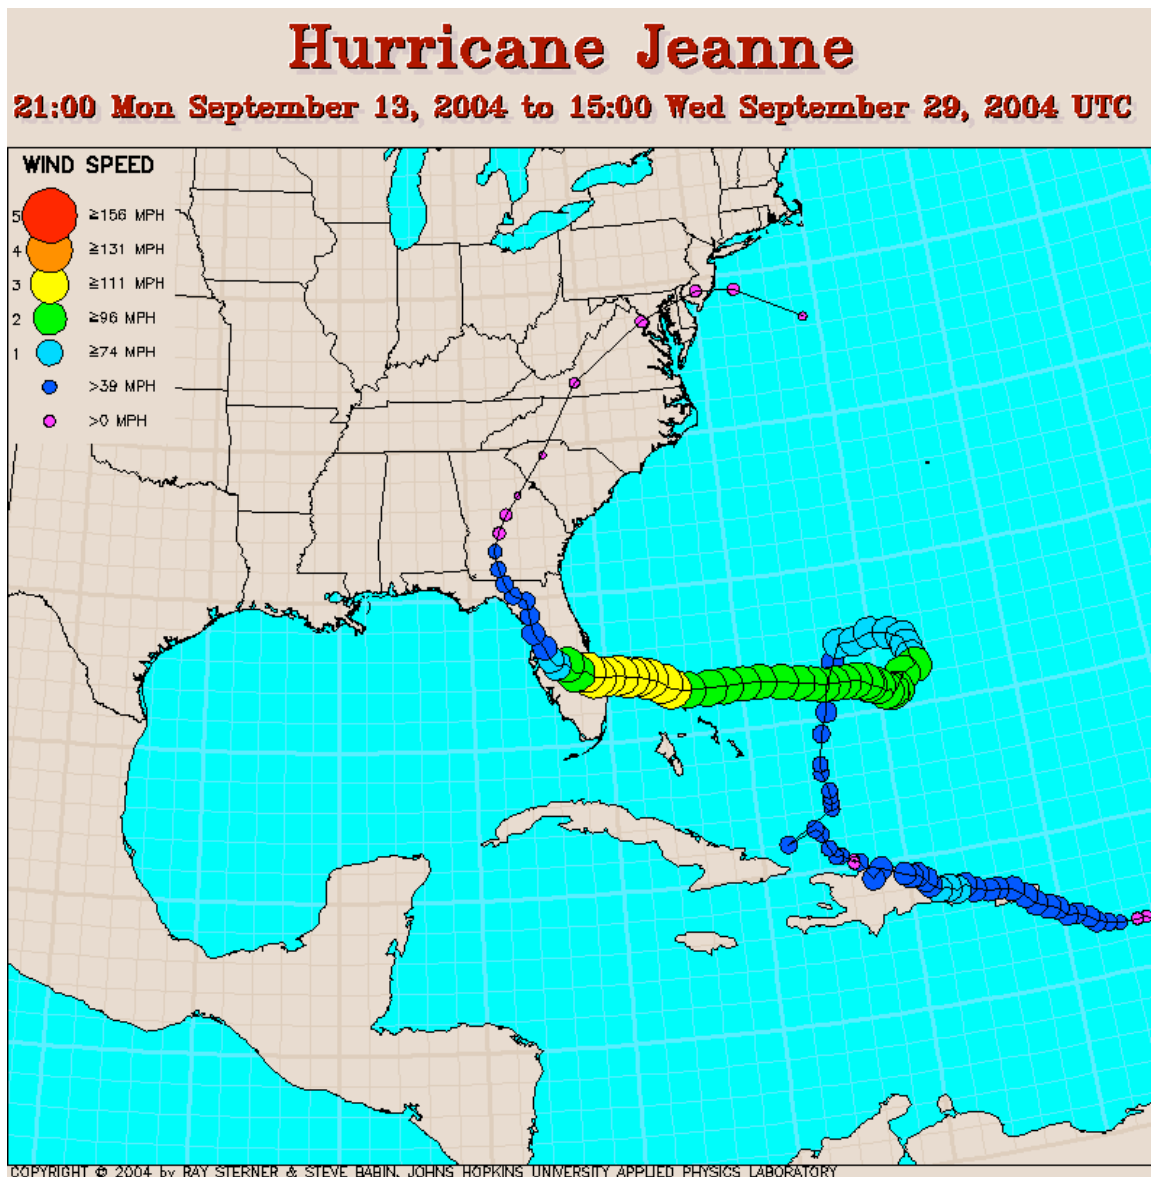 Hurricane Jeanne
21:00 Mon September 13, 2004 to 15:00 Wed September 29, 2004 UTC
WIND SPEED
5 ≥156 MPH
4 ≥131 MPH
3 ≥111 MPH
2 ≥96 MPH
1 ≥74 MPH
>39 MPH
>0 MPH
COPYRIGHT © 2004 by RAY STERNER & STEVE BABIN, JOHNS HOPKINS UNIVERSITY APPLIED PHYSICS LABORATORY